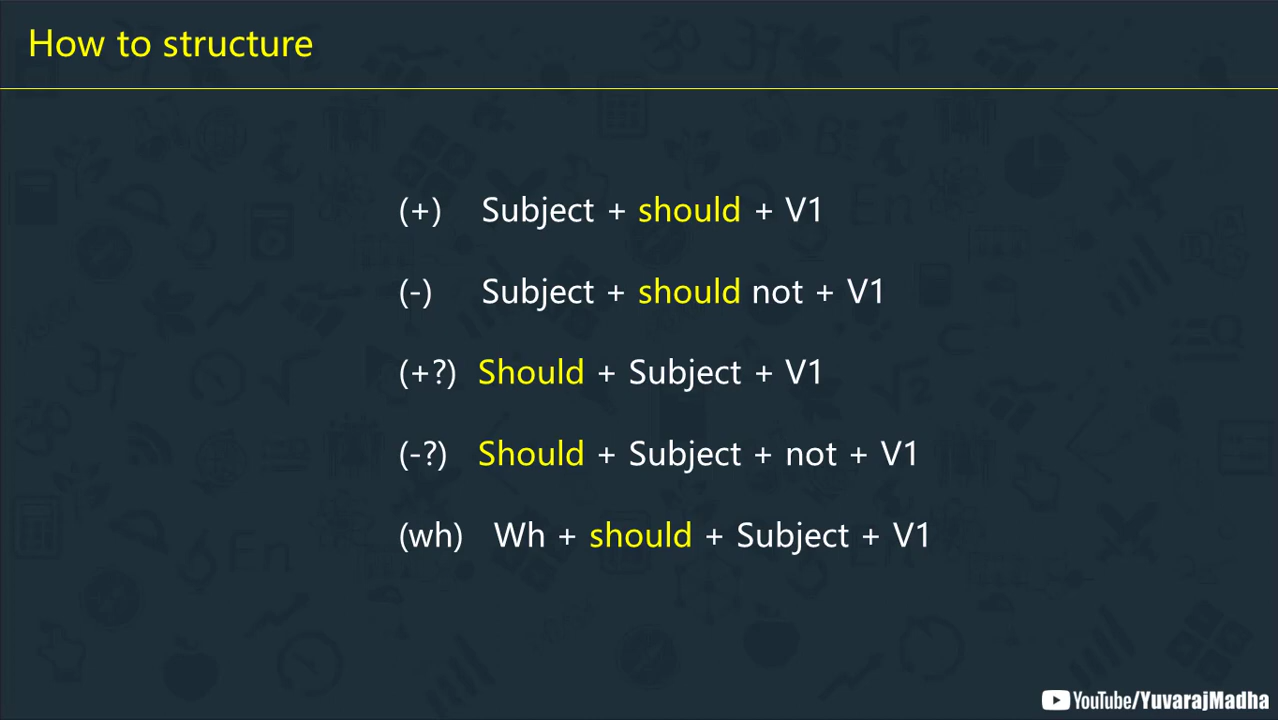 How to structure
(+) Subject + should + V1
(-) Subject + should not + V1
(+?) Should + Subject + V1
(-?) Should + Subject + not + V1
(wh) Wh + should + Subject + V1
YouTube/YuvarajMadha